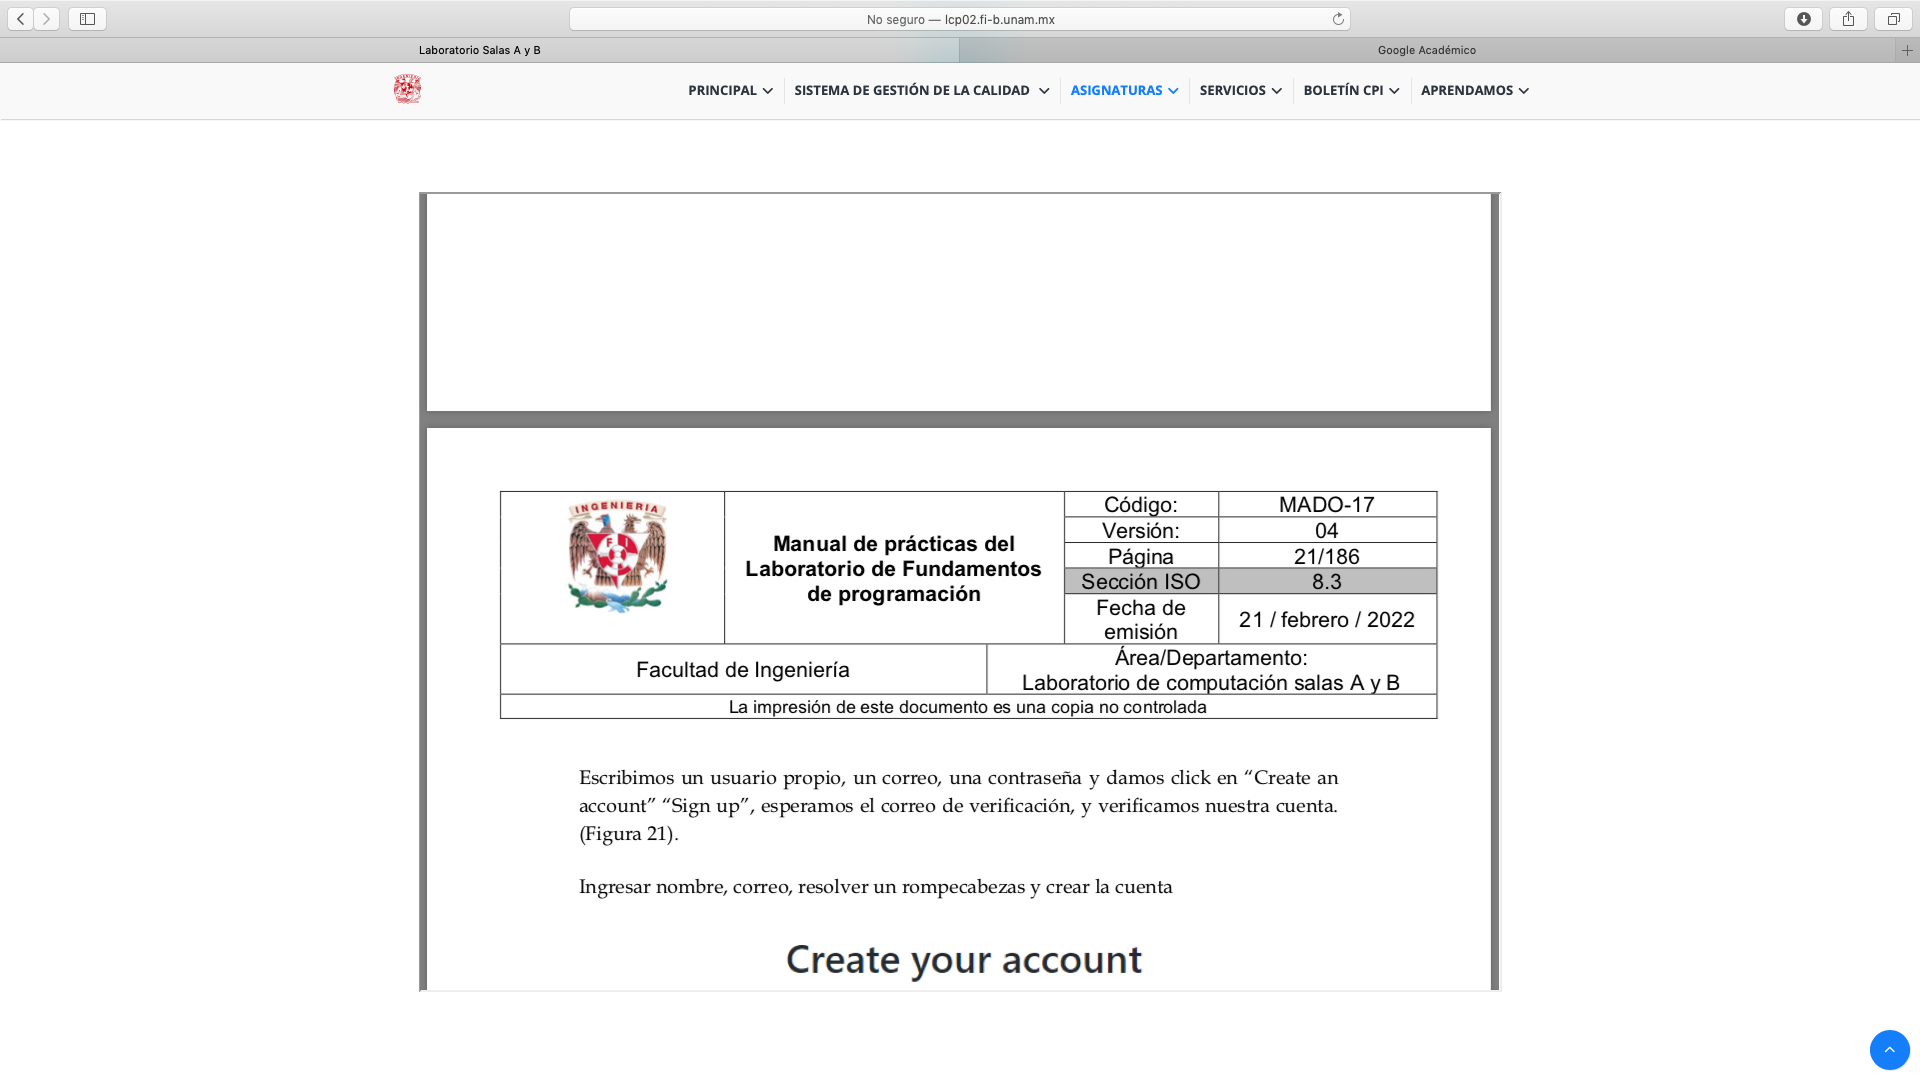 No seguro — lcp02.fi-b.unam.mx
Laboratorio Salas A y B
Google Académico
PRINCIPAL
SISTEMA DE GESTIÓN DE LA CALIDAD
ASIGNATURAS
SERVICIOS
BOLETÍN CPI
APRENDAMOS
INGENIERIA
F I
Manual de prácticas del
Laboratorio de Fundamentos
de programación
Código: MADO-17
Versión: 04
Página 21/186
Sección ISO 8.3
Fecha de
emisión
21 / febrero / 2022
Facultad de Ingeniería
Área/Departamento:
Laboratorio de computación salas A y B
La impresión de este documento es una copia no controlada
Escribimos un usuario propio, un correo, una contraseña y damos click en “Create an
account” “Sign up”, esperamos el correo de verificación, y verificamos nuestra cuenta.
(Figura 21).
Ingresar nombre, correo, resolver un rompecabezas y crear la cuenta
Create your account